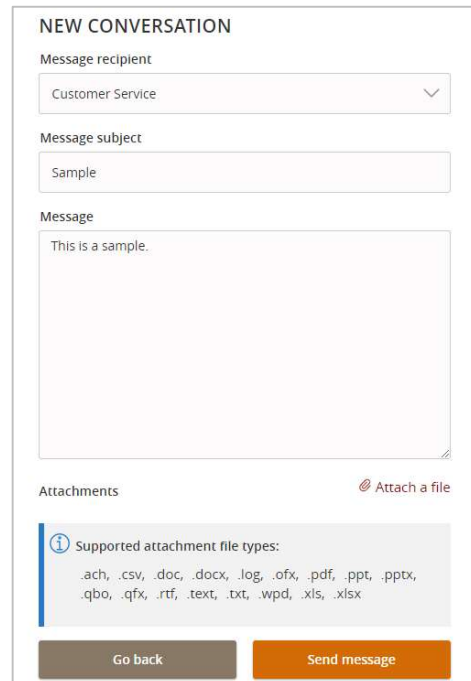 NEW CONVERSATION
Message recipient
Customer Service
Message subject
Sample
Message
This is a sample.
Attachments
Attach a file
Supported attachment file types:
.ach, .csv, .doc, .docx, .log, .ofx, .pdf, .ppt, .pptx,
.qbo, .qfx, .rtf, .text, .txt, .wpd, .xls, .xlsx
Go back
Send message